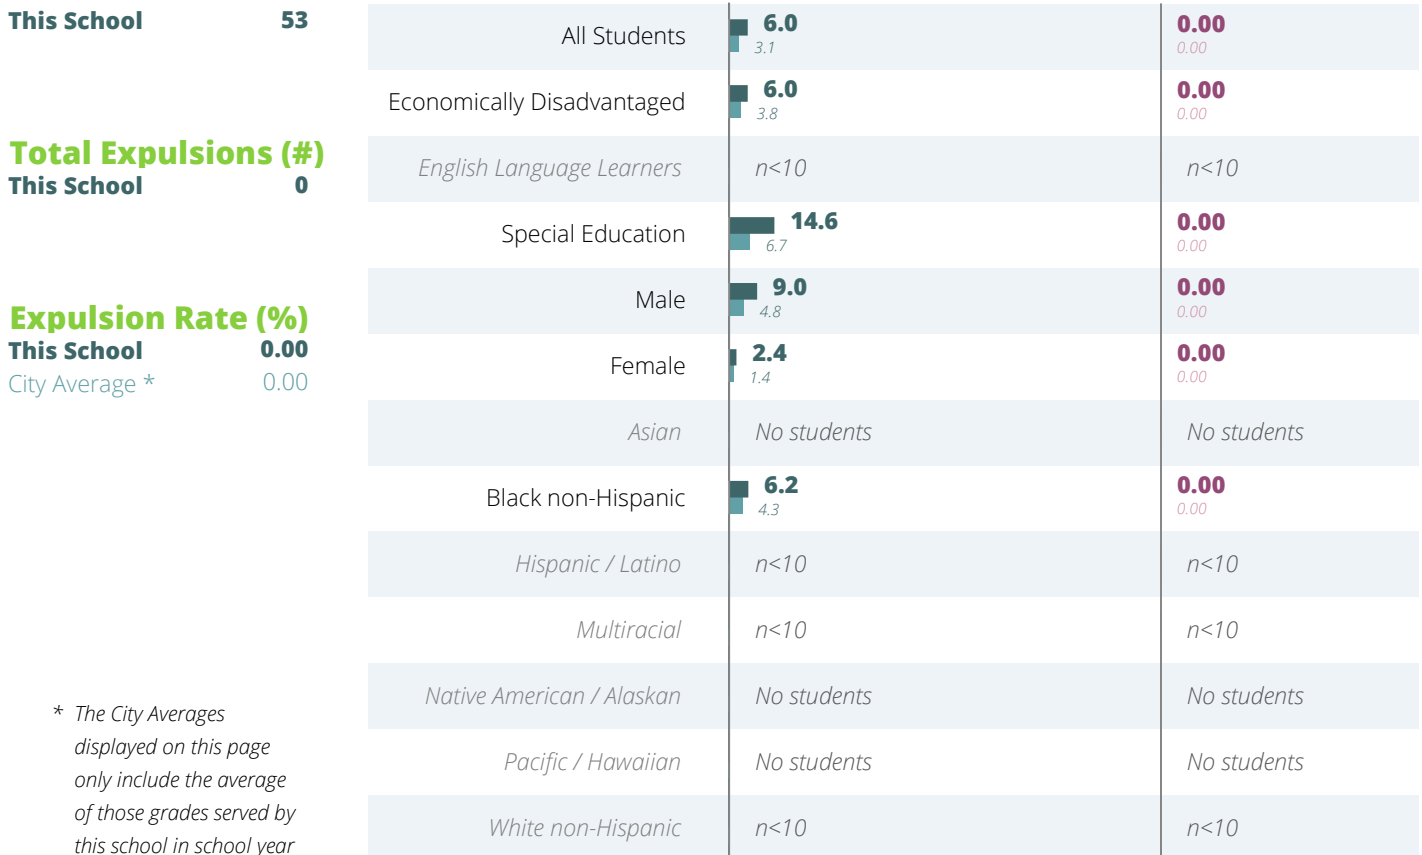 This School 53
Total Expulsions (#)
This School 0
Expulsion Rate (%)
This School 0.00
City Average * 0.00
* The City Averages
displayed on this page
only include the average
of those grades served by
this school in school year
All Students 6.0 0.00
3.1 0.00
Economically Disadvantaged 6.0 0.00
3.8 0.00
English Language Learners n<10 n<10
Special Education 14.6 0.00
6.7 0.00
Male 9.0 0.00
4.8 0.00
Female 2.4 0.00
1.4 0.00
Asian No students No students
Black non-Hispanic 6.2 0.00
4.3 0.00
Hispanic / Latino n<10 n<10
Multiracial n<10 n<10
Native American / Alaskan No students No students
Pacific / Hawaiian No students No students
White non-Hispanic n<10 n<10